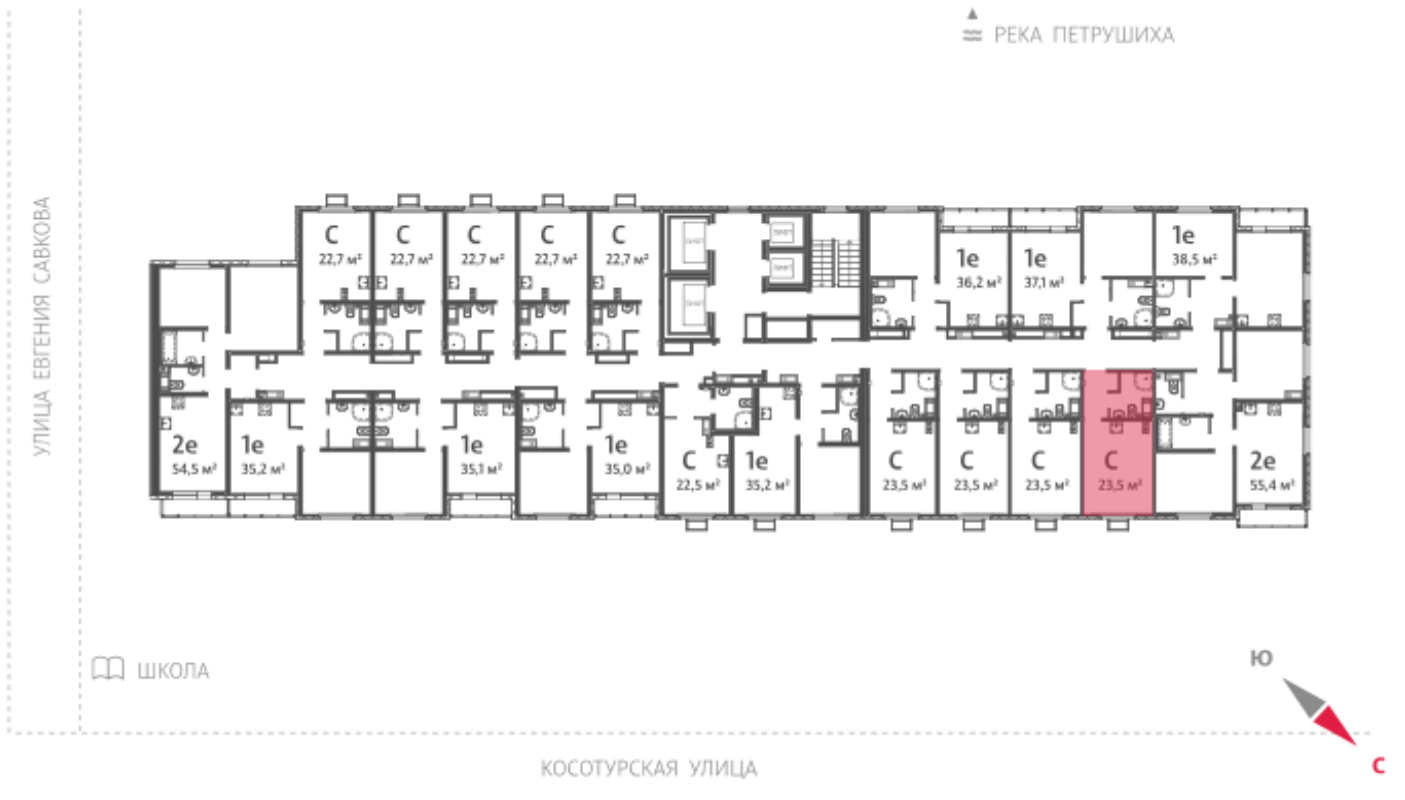 РЕКА ПЕТРУШИХА
УЛИЦА ЕВГЕНИЯ САВКОВА
С
22,7 м²
С
22,7 м²
С
22,7 м²
С
22,7 м²
С
22,7 м²
1е
36,2 м²
1е
37,1 м²
1е
38,5 м²
2е
54,5 м²
1е
35,2 м²
1е
35,1 м²
1е
35,0 м²
С
22,5 м²
1е
35,2 м²
С
23,5 м²
С
23,5 м²
С
23,5 м²
С
23,5 м²
2е
55,4 м²
ШКОЛА
Ю
С
КОСОТУРСКАЯ УЛИЦА